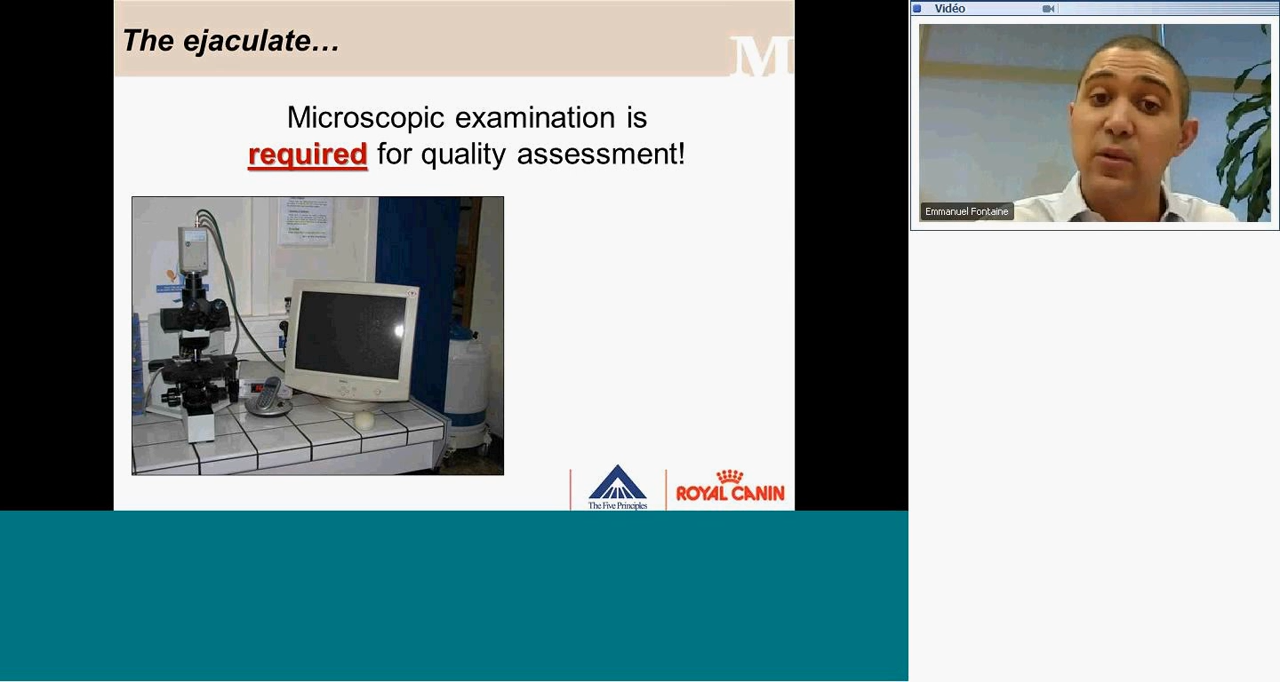 The ejaculate…
M
Microscopic examination is
required for quality assessment!
The Five Principles
ROYAL CANIN
Vidéo
Emmanuel Fontaine